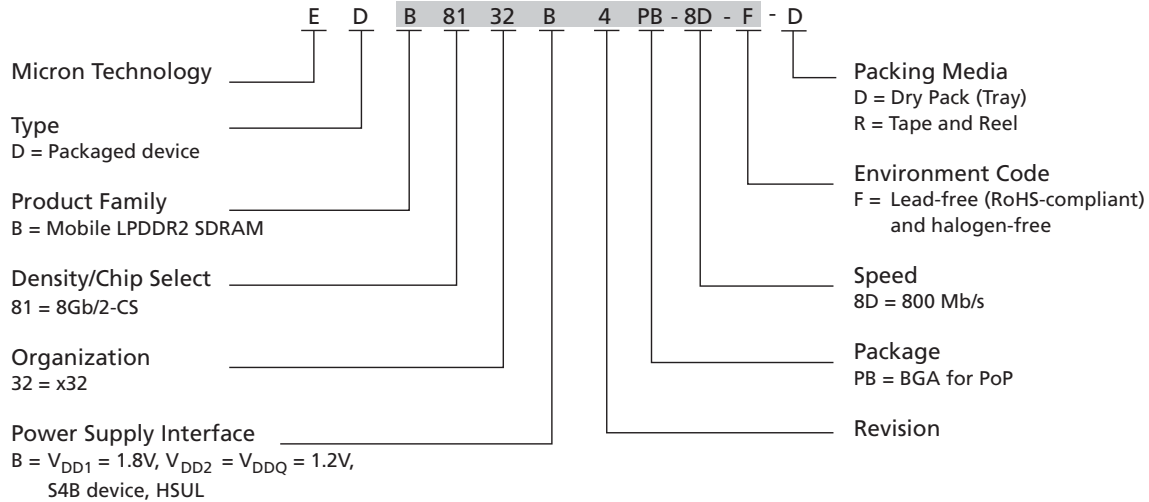 E D B 81 32 B 4 PB - 8D - F - D
Micron Technology
Type
D = Packaged device
Product Family
B = Mobile LPDDR2 SDRAM
Density/Chip Select
81 = 8Gb/2-CS
Organization
32 = x32
Power Supply Interface
B = VDD1 = 1.8V, VDD2 = VDDQ = 1.2V,
S4B device, HSUL
Packing Media
D = Dry Pack (Tray)
R = Tape and Reel
Environment Code
F = Lead-free (RoHS-compliant)
and halogen-free
Speed
8D = 800 Mb/s
Package
PB = BGA for PoP
Revision